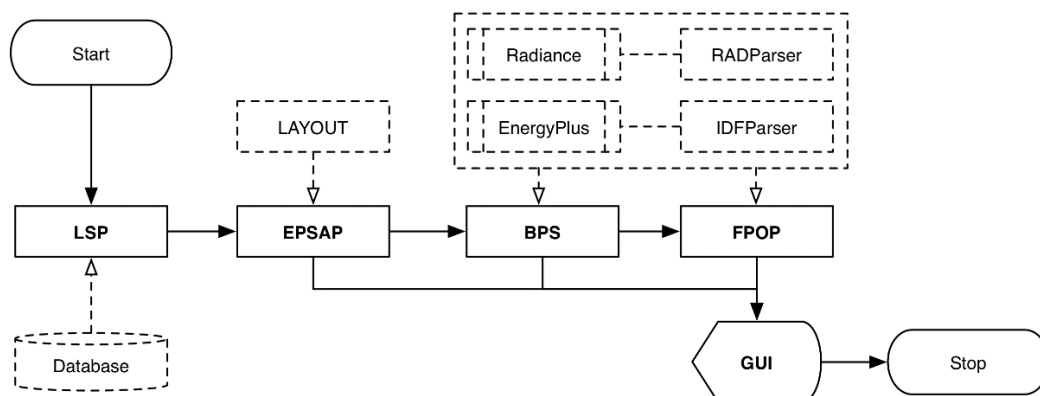 Start
Radiance
RADParser
LAYOUT
EnergyPlus
IDFParser
LSP
EPSAP
BPS
FPOP
Database
GUI
Stop